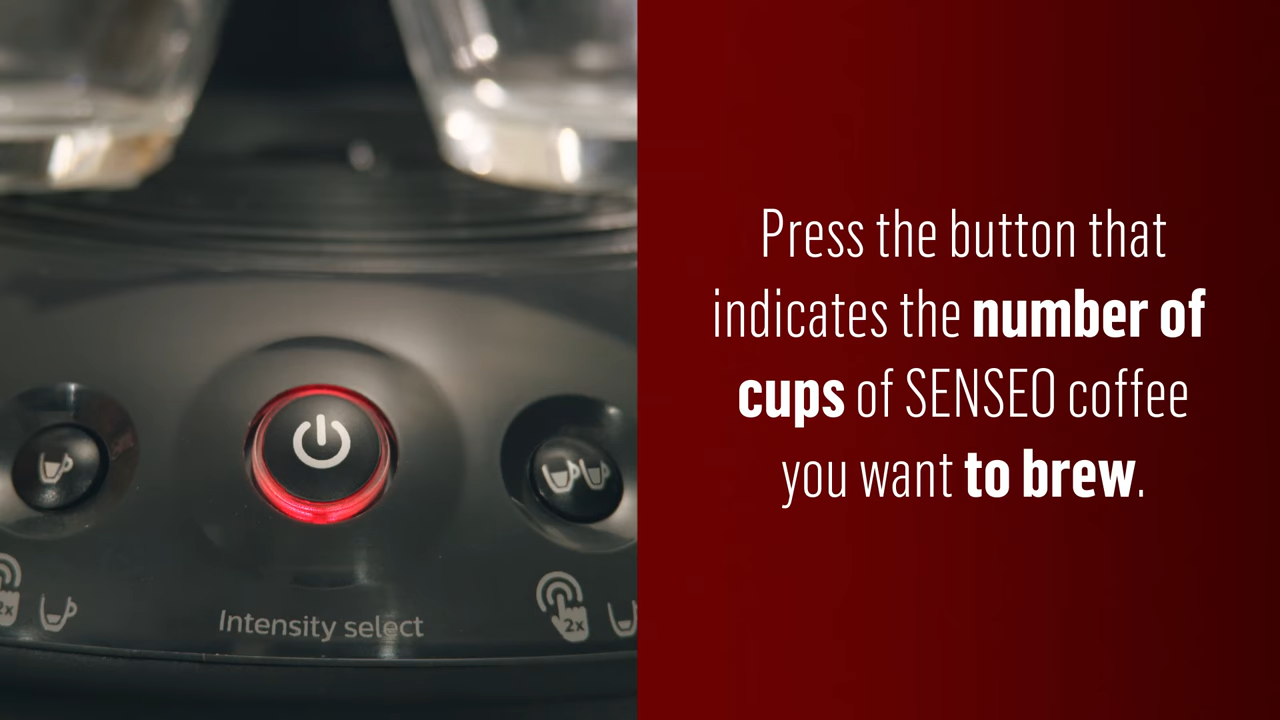 Press the button that
indicates the number of
cups of SENSEO coffee
you want to brew.
Intensity select
2x
2x